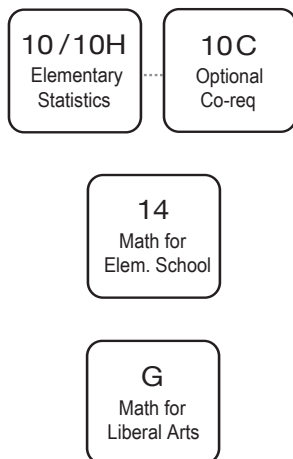 10 / 10H
Elementary
Statistics
10C
Optional
Co-req
14
Math for
Elem. School
G
Math for
Liberal Arts